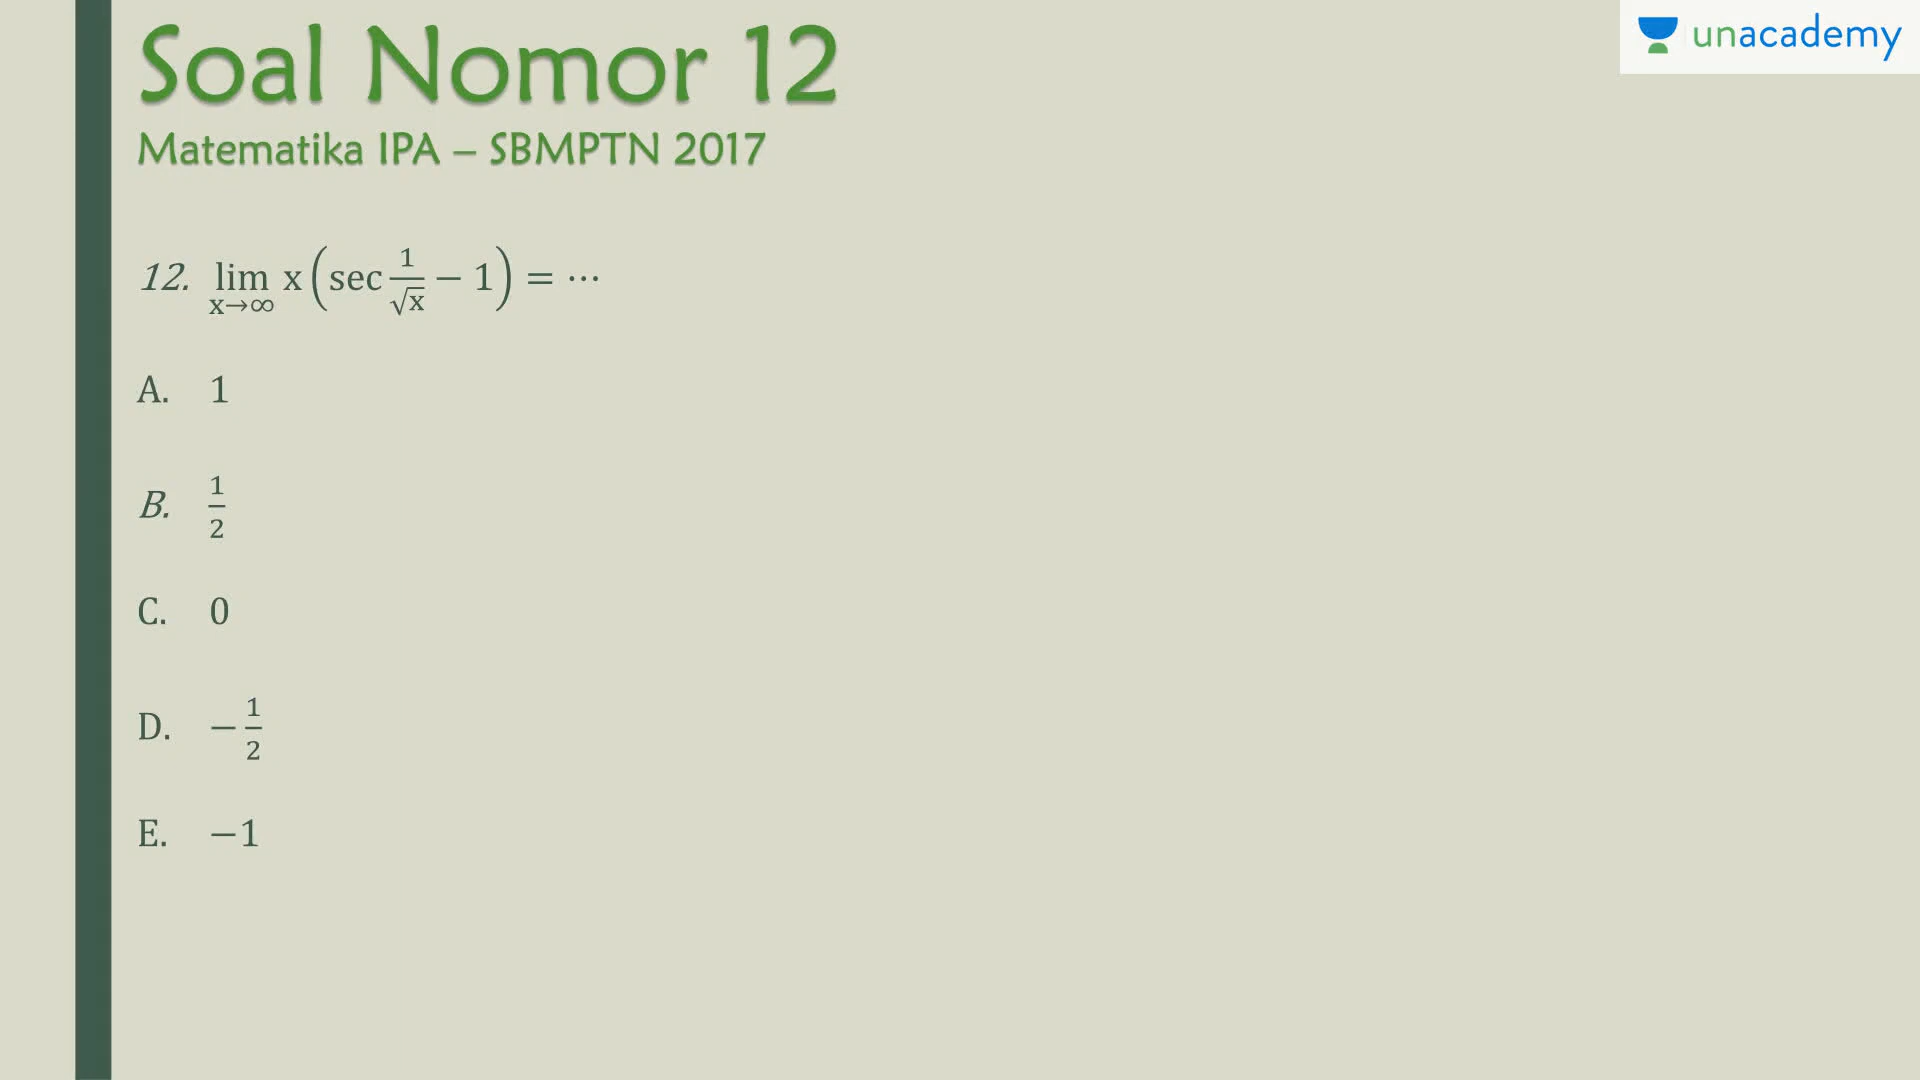 Soal Nomor 12
unacademy
Matematika IPA – SBMPTN 2017
12. lim x→∞ x(sec 1/√x − 1) = ⋯
A. 1
B. 1/2
C. 0
D. −1/2
E. −1